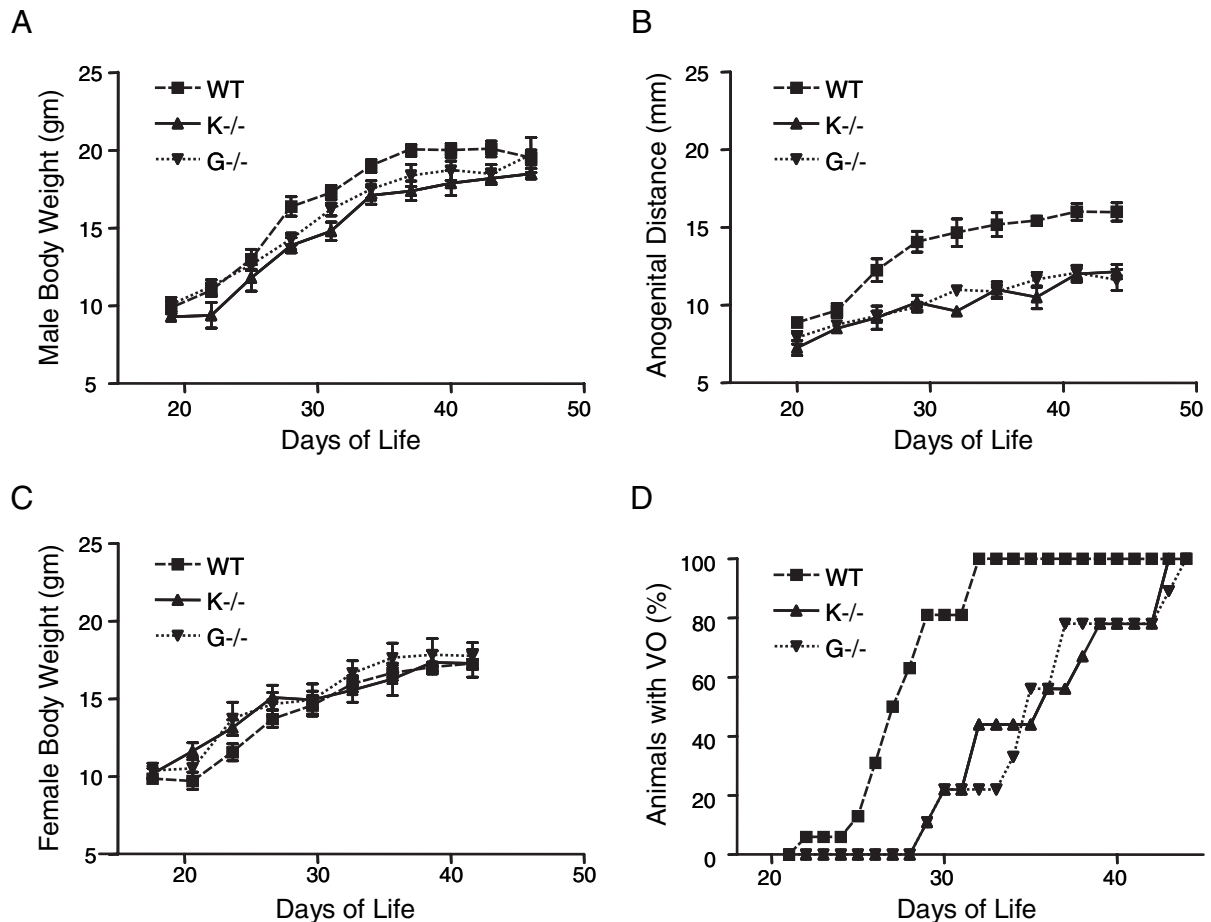 A
Male Body Weight (gm)
25
20
15
10
5
WT
K-/-
G-/-
20 30 40 50
Days of Life
B
Anogenital Distance (mm)
25
20
15
10
5
WT
K-/-
G-/-
20 30 40 50
Days of Life
C
Female Body Weight (gm)
25
20
15
10
5
WT
K-/-
G-/-
20 30 40 50
Days of Life
D
Animals with VO (%)
100
80
60
40
20
0
WT
K-/-
G-/-
20 30 40
Days of Life